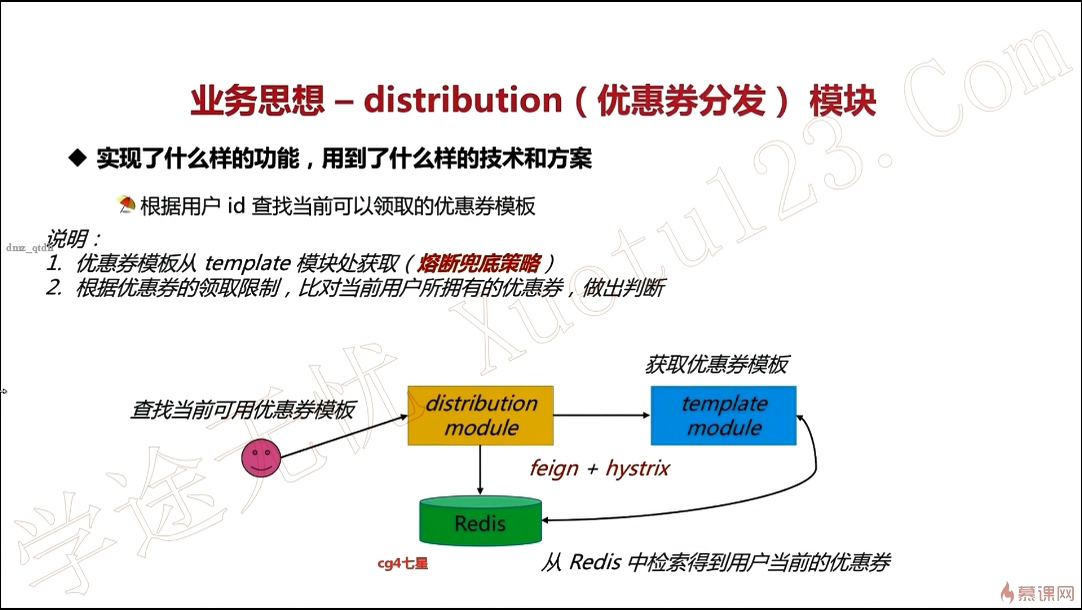 业务思想 – distribution（优惠券分发） 模块
◆ 实现了什么样的功能，用到了什么样的技术和方案
根据用户 id 查找当前可以领取的优惠券模板
说明：
1. 优惠券模板从 template 模块处获取（熔断兜底策略）
2. 根据优惠券的领取限制，比对当前用户所拥有的优惠券，做出判断
获取优惠券模板
查找当前可用优惠券模板
distribution
module
template
module
feign + hystrix
Redis
cg4七星
从 Redis 中检索得到用户当前的优惠券
学途无忧 Xuotu123.Com
慕课网